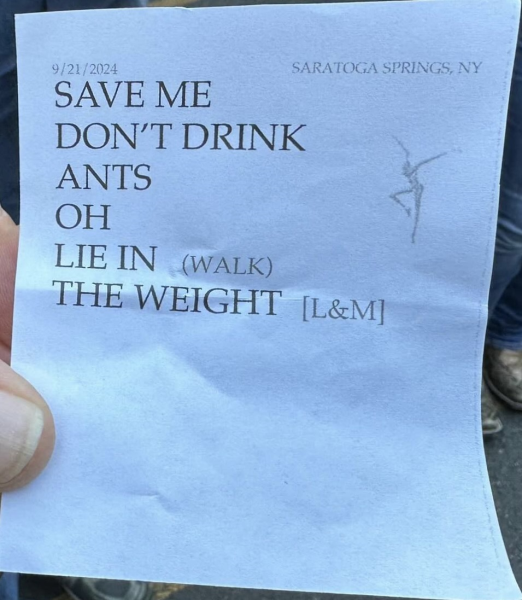 9/21/2024 SARATOGA SPRINGS, NY
SAVE ME
DON'T DRINK
ANTS
OH
LIE IN (WALK)
THE WEIGHT [L&M]